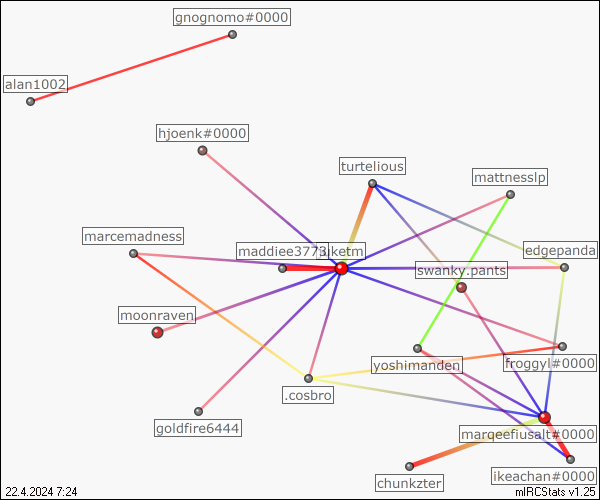 gnognomo#0000
alan1002
hjoenk#0000
turtelious
mattnesslp
marcemadness
maddiee3773
ketm
edgepanda
swanky.pants
moonraven
yoshimanden
froggyl#0000
.cosbro
goldfire6444
marqeefiusalt#0000
chunkzter
ikeachan#0000
22.4.2024 7:24
mIRCStats v1.25